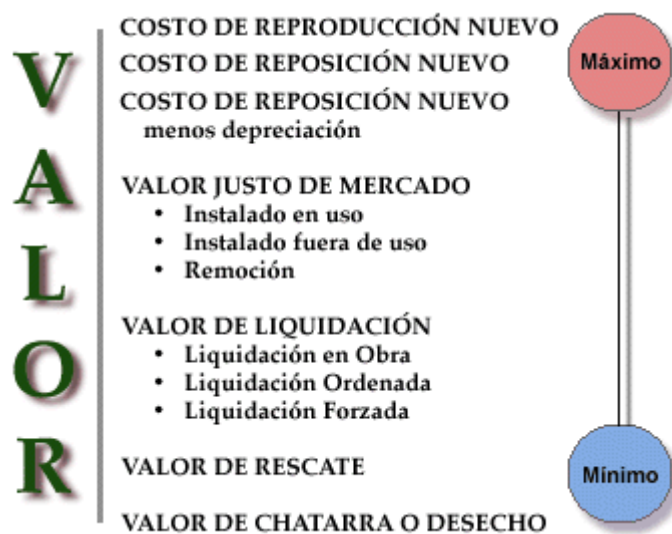 VALOR
COSTO DE REPRODUCCIÓN NUEVO
COSTO DE REPOSICIÓN NUEVO
COSTO DE REPOSICIÓN NUEVO
menos depreciación
VALOR JUSTO DE MERCADO
• Instalado en uso
• Instalado fuera de uso
• Remoción
VALOR DE LIQUIDACIÓN
• Liquidación en Obra
• Liquidación Ordenada
• Liquidación Forzada
VALOR DE RESCATE
VALOR DE CHATARRA O DESECHO
Máximo
Mínimo